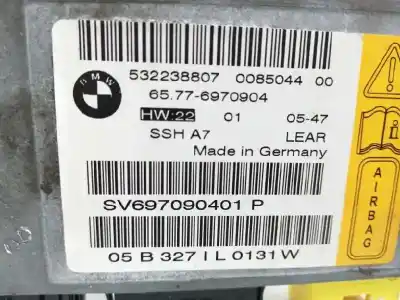 BMW
532238807 0085044 00
65.77-6970904
HW:22 01 05-47
SSH A7 LEAR
Made in Germany
SV697090401 P
05 B 327 I L 0131 W
AIRBAG